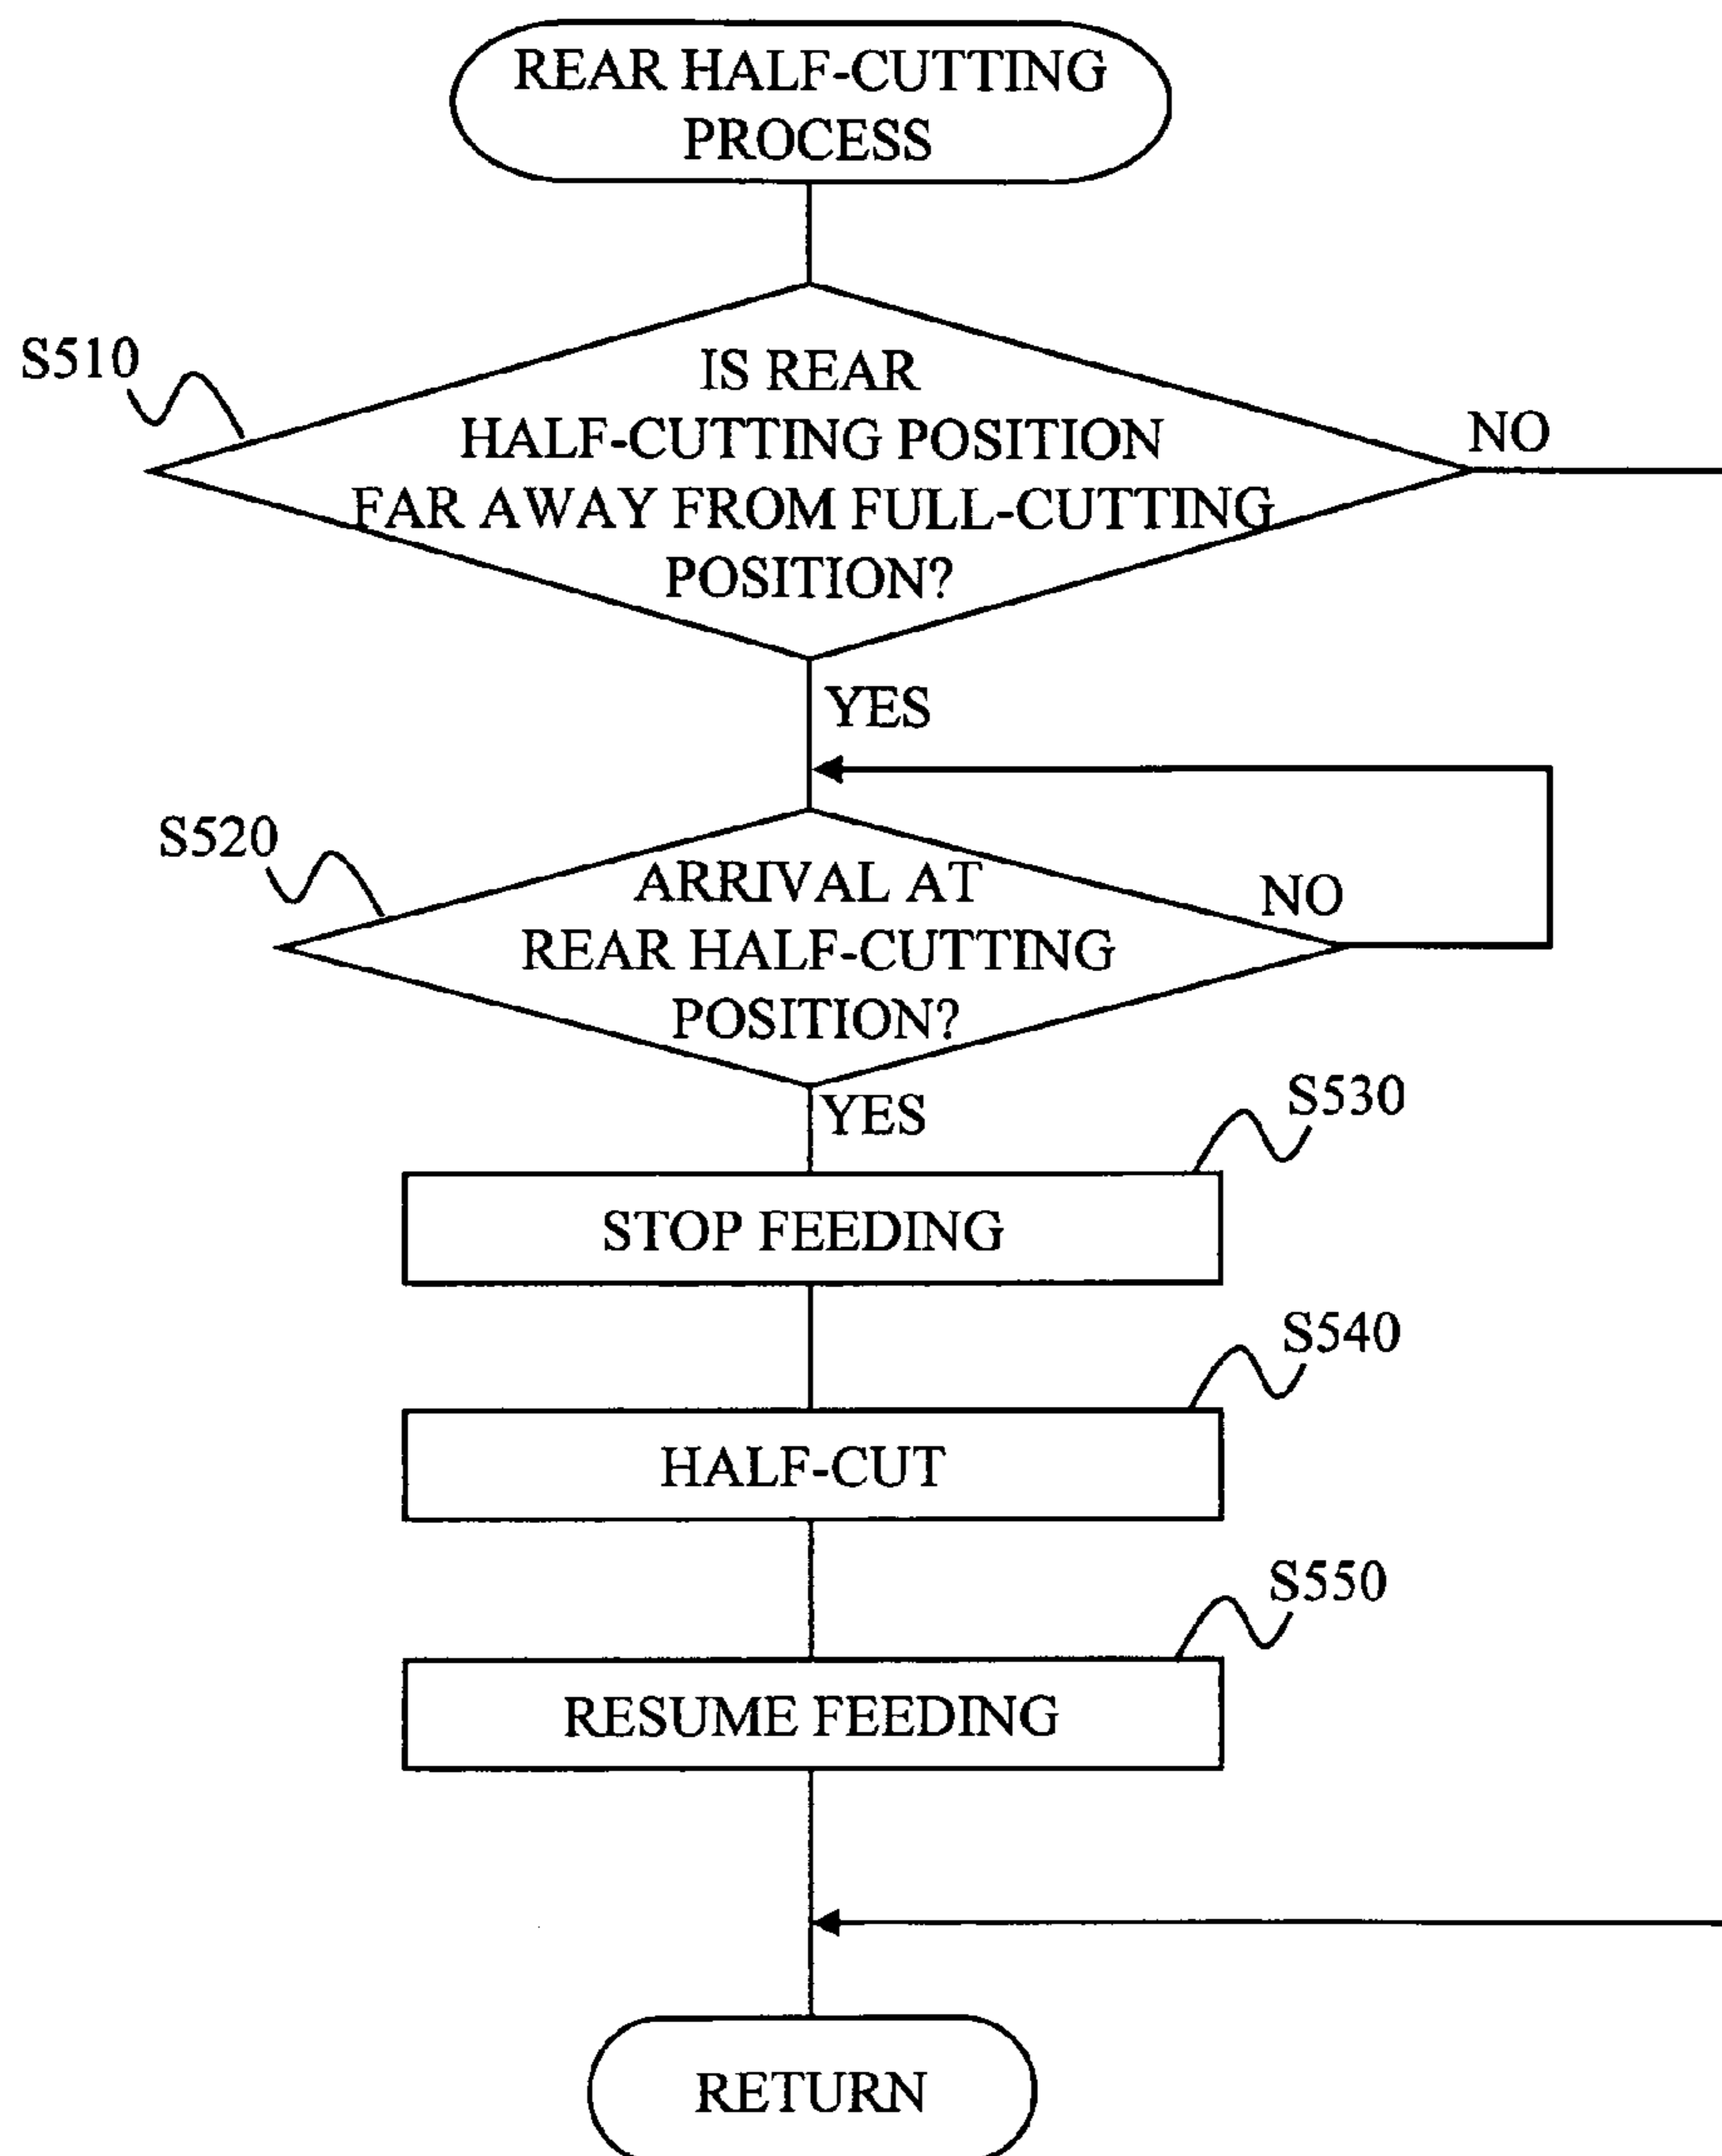 REAR HALF-CUTTING
PROCESS
S510
IS REAR
HALF-CUTTING POSITION
FAR AWAY FROM FULL-CUTTING
POSITION?
NO
YES
S520
ARRIVAL AT
REAR HALF-CUTTING
POSITION?
NO
YES
S530
STOP FEEDING
S540
HALF-CUT
S550
RESUME FEEDING
RETURN